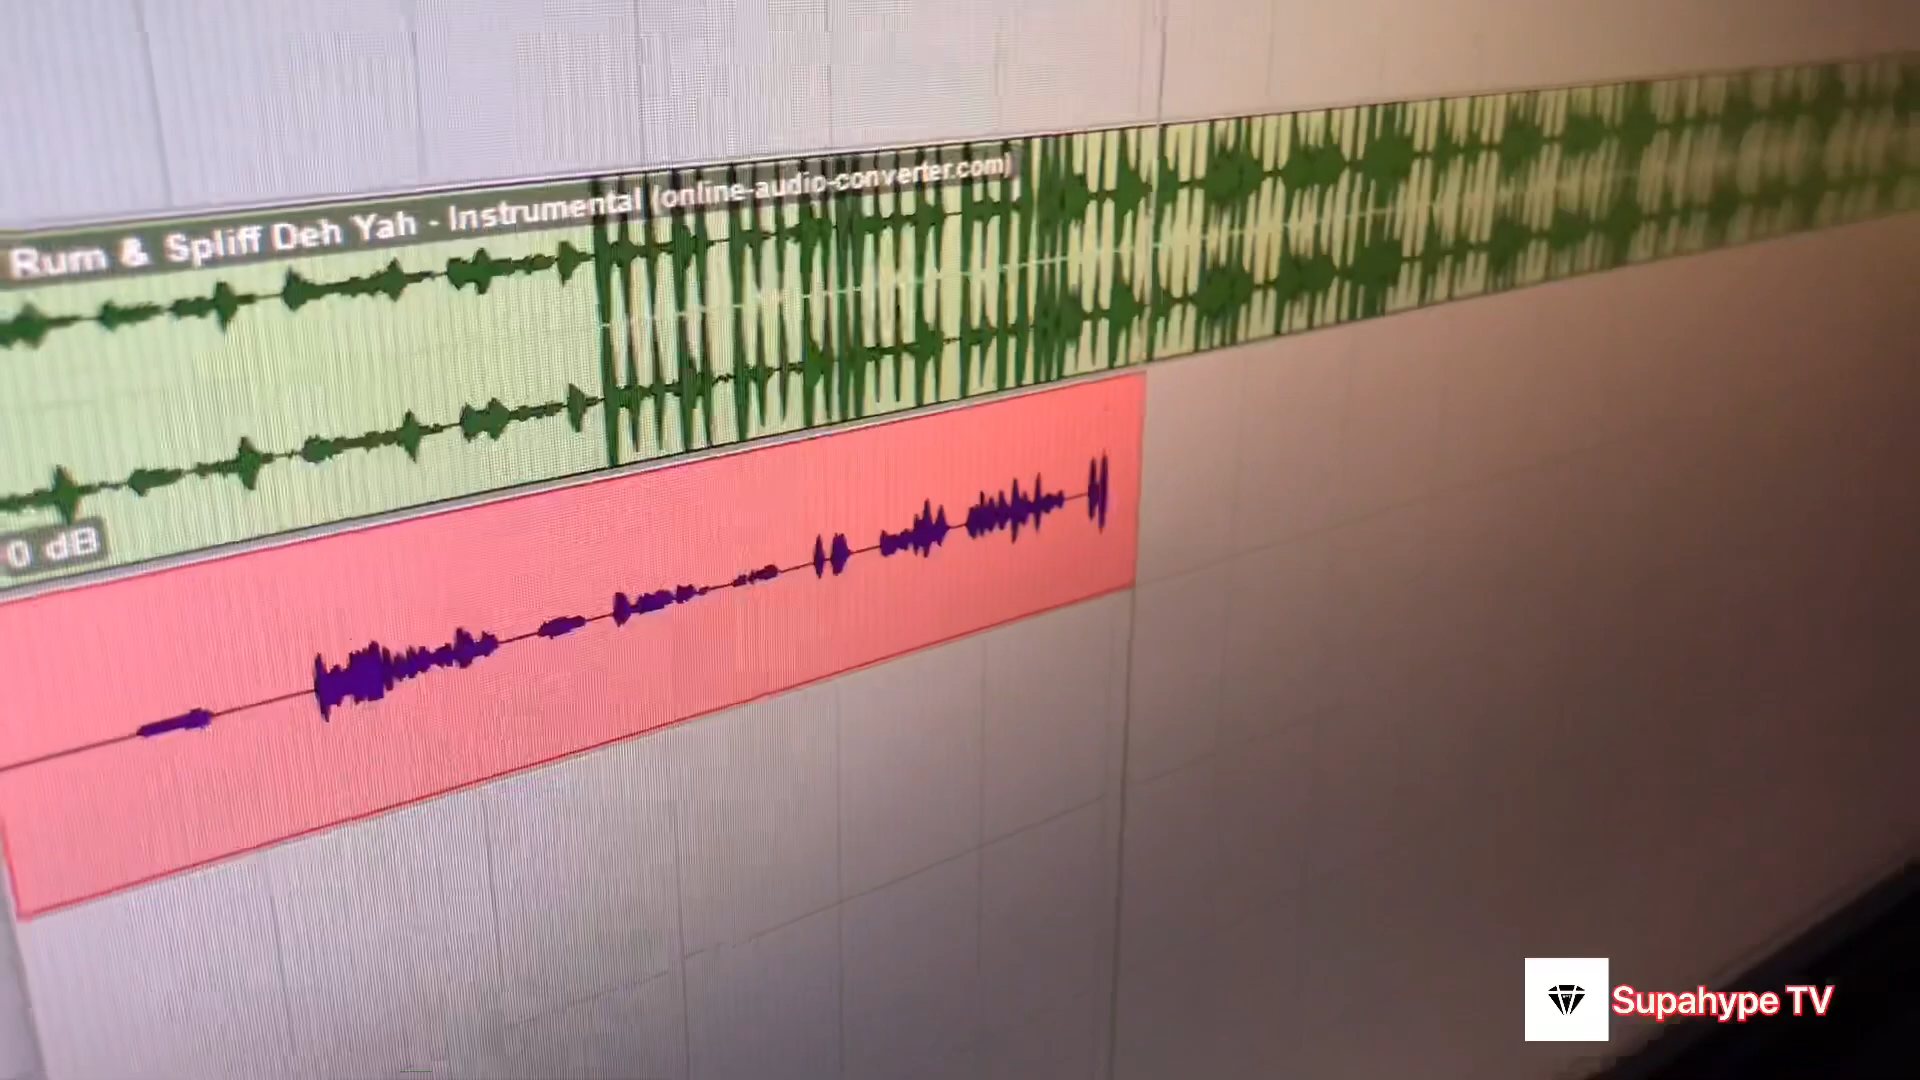 Rum & Spliff Deh Yah - Instrumental (online-audio-converter.com)
0 dB
Supahype TV